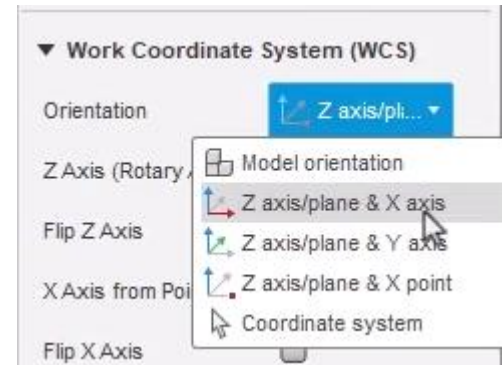 Work Coordinate System (WCS)
Orientation
Z axis/pl...
Model orientation
Z Axis (Rotary
Z axis/plane & X axis
Flip Z Axis
Z axis/plane & Y axis
Z axis/plane & X point
X Axis from Poi
Coordinate system
Flip X Axis